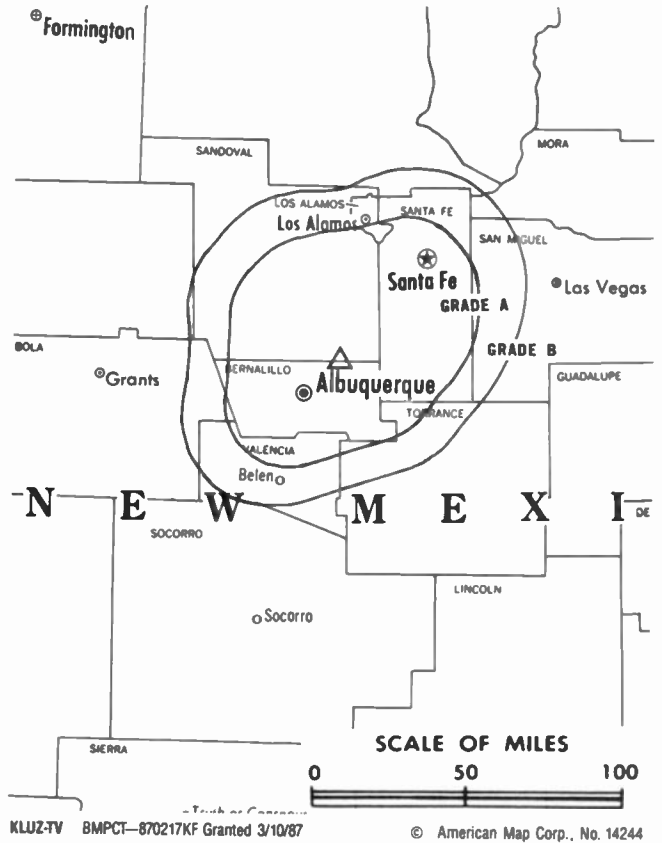 Formington
SANDOVAL
MORA
LOS ALAMOS
SANTA FE
Los Alamos
SAN MIGUEL
Santa Fe
Las Vegas
GRADE A
BOLA
GRADE B
BERNALILLO
GUADALUPE
Grants
Albuquerque
TORRANCE
VALENCIA
Belen
N E W M E X I
DE
SOCORRO
LINCOLN
Socorro
SIERRA
SCALE OF MILES
0 50 100
KLUZ-TV BMPCT—870217KF Granted 3/10/87
© American Map Corp., No. 14244